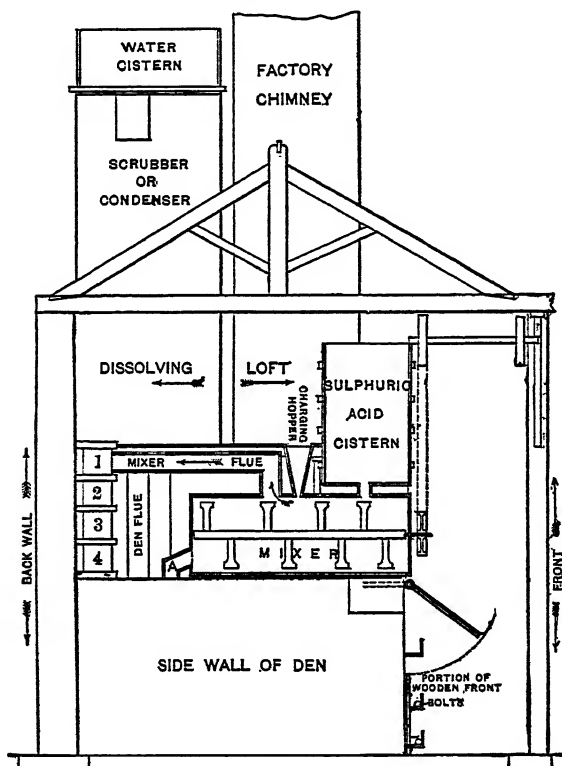 WATER
CISTERN
FACTORY
CHIMNEY
SCRUBBER
OR
CONDENSER
DISSOLVING
LOFT
CHARGING
HOPPER
SULPHURIC
ACID
CISTERN
1
MIXER
FLUE
2
3
4
DEN FLUE
A
MIXER
BACK WALL
FRONT
SIDE WALL OF DEN
PORTION OF
WOODEN FRONT
BOLTS